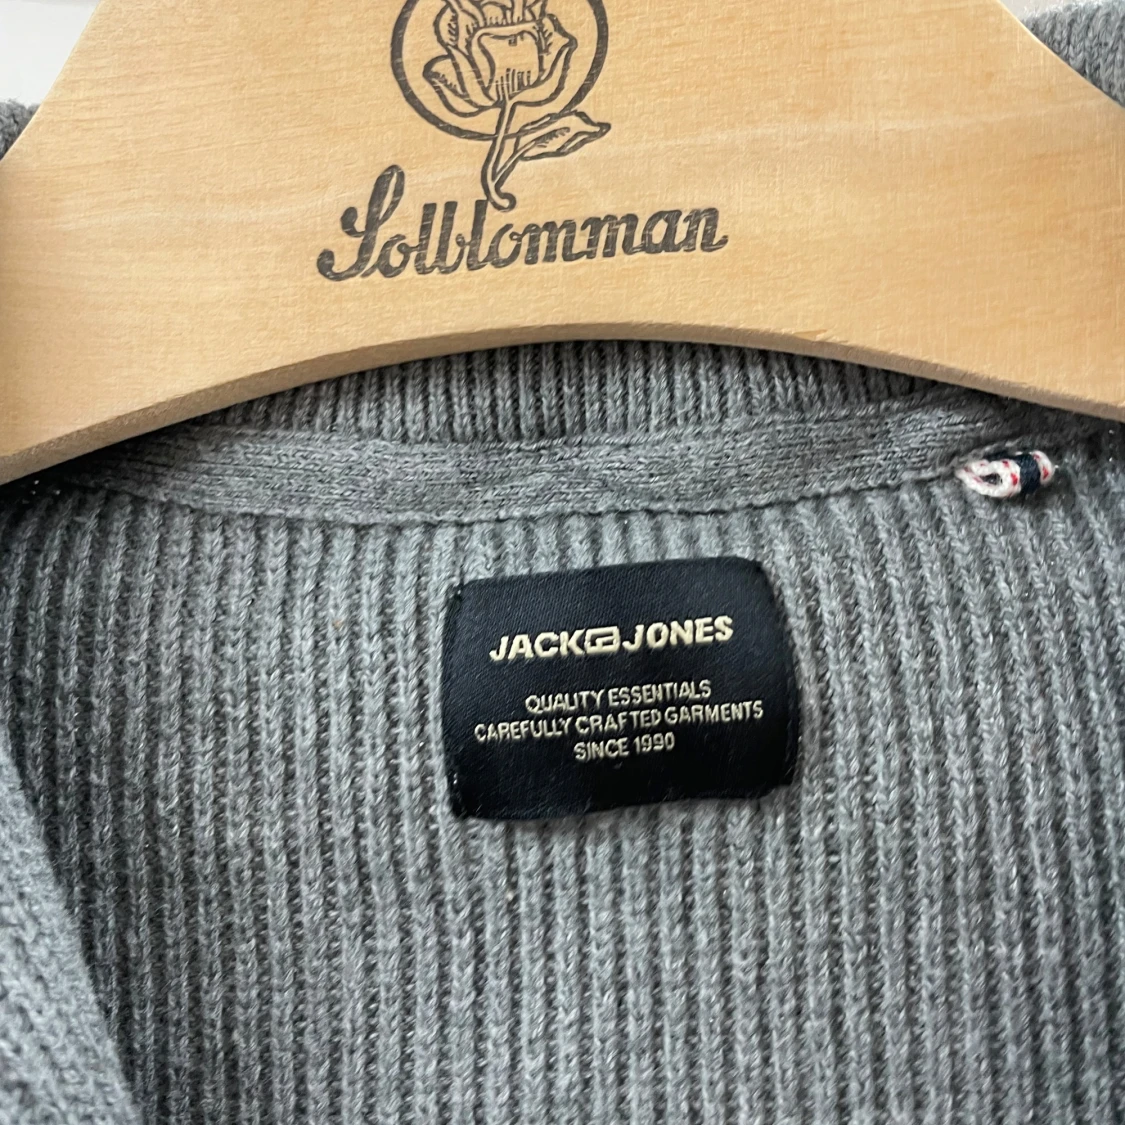 Solblomman
JACK & JONES
QUALITY ESSENTIALS
CAREFULLY CRAFTED GARMENTS
SINCE 1990